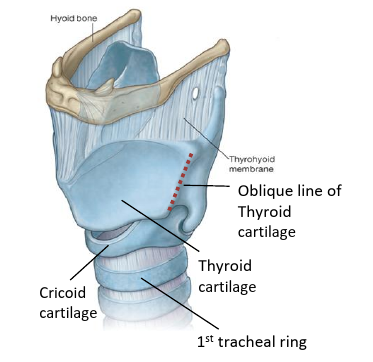 Hyoid bone
Thyrohyoid
membrane
Oblique line of
Thyroid
cartilage
Thyroid
cartilage
Cricoid
cartilage
1st tracheal ring